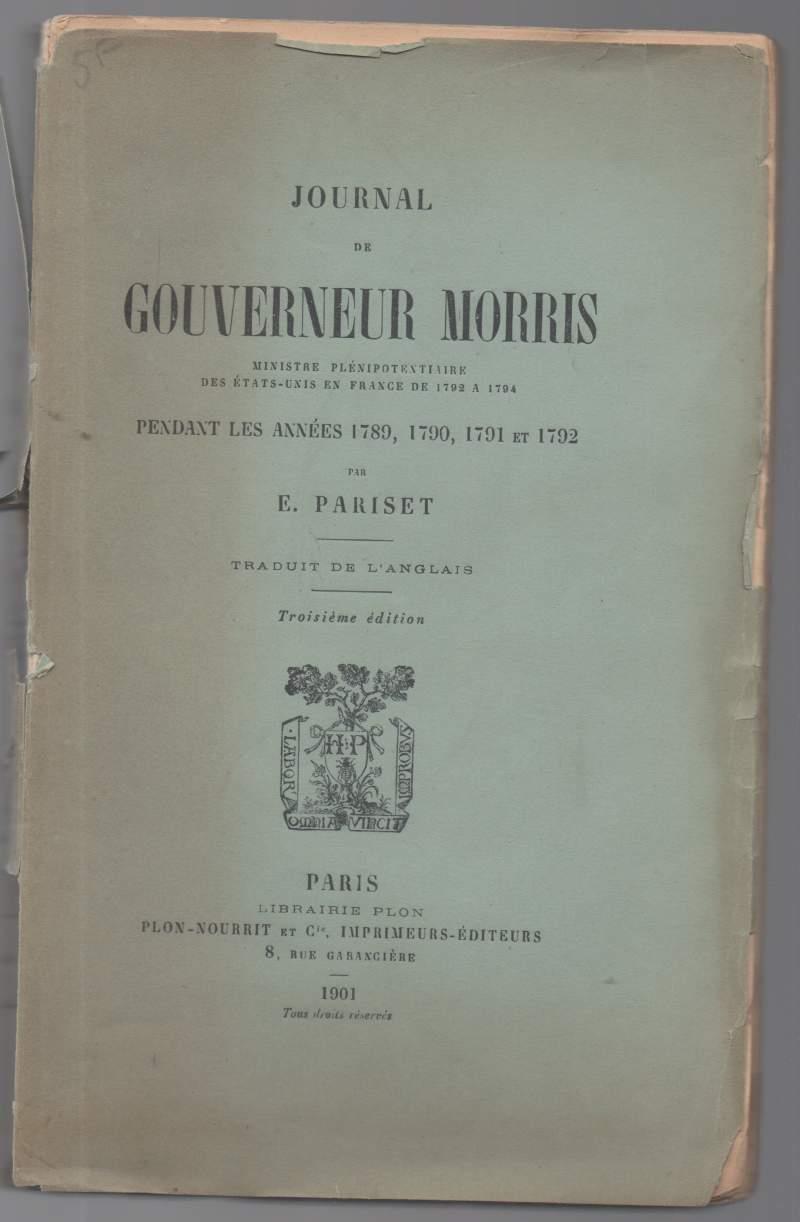 5F
JOURNAL
DE
GOUVERNEUR MORRIS
MINISTRE PLÉNIPOTENTIAIRE
DES ÉTATS-UNIS EN FRANCE DE 1792 A 1794
PENDANT LES ANNÉES 1789, 1790, 1791 ET 1792
PAR
E. PARISET
TRADUIT DE L'ANGLAIS
Troisième édition
H P
LABOR
IMPROBVS
OMNIA VINCIT
PARIS
LIBRAIRIE PLON
PLON-NOURRIT ET Cie, IMPRIMEURS-ÉDITEURS
8, RUE GARANCIÈRE
1901
Tous droits réservés